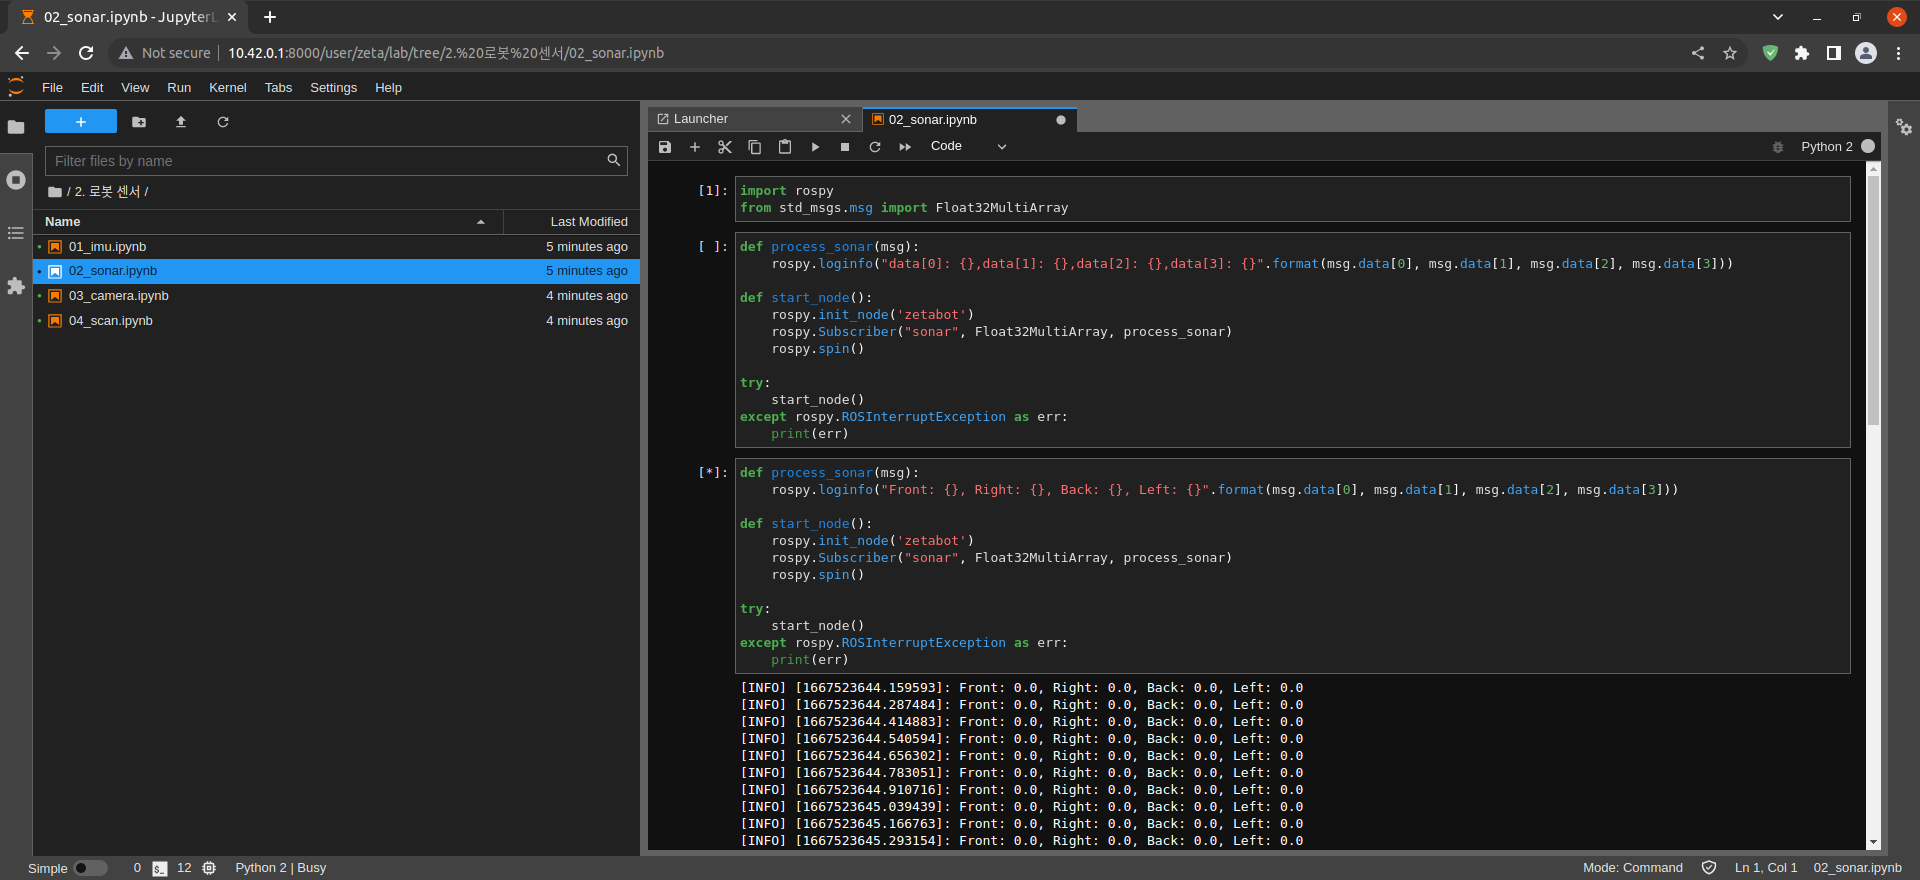 02_sonar.ipynb - JupyterL
Not secure 10.42.0.1:8000/user/zeta/lab/tree/2.%20로봇%20센서/02_sonar.ipynb
File Edit View Run Kernel Tabs Settings Help
Filter files by name
/ 2. 로봇 센서 /
Name Last Modified
01_imu.ipynb 5 minutes ago
02_sonar.ipynb 5 minutes ago
03_camera.ipynb 4 minutes ago
04_scan.ipynb 4 minutes ago
Launcher 02_sonar.ipynb
Code Python 2
[1]: import rospy
from std_msgs.msg import Float32MultiArray
[ ]: def process_sonar(msg):
rospy.loginfo("data[0]: {},data[1]: {},data[2]: {},data[3]: {}".format(msg.data[0], msg.data[1], msg.data[2], msg.data[3]))
def start_node():
rospy.init_node('zetabot')
rospy.Subscriber("sonar", Float32MultiArray, process_sonar)
rospy.spin()
try:
start_node()
except rospy.ROSInterruptException as err:
print(err)
[*]: def process_sonar(msg):
rospy.loginfo("Front: {}, Right: {}, Back: {}, Left: {}".format(msg.data[0], msg.data[1], msg.data[2], msg.data[3]))
def start_node():
rospy.init_node('zetabot')
rospy.Subscriber("sonar", Float32MultiArray, process_sonar)
rospy.spin()
try:
start_node()
except rospy.ROSInterruptException as err:
print(err)
[INFO] [1667523644.159593]: Front: 0.0, Right: 0.0, Back: 0.0, Left: 0.0
[INFO] [1667523644.287484]: Front: 0.0, Right: 0.0, Back: 0.0, Left: 0.0
[INFO] [1667523644.414883]: Front: 0.0, Right: 0.0, Back: 0.0, Left: 0.0
[INFO] [1667523644.540594]: Front: 0.0, Right: 0.0, Back: 0.0, Left: 0.0
[INFO] [1667523644.656302]: Front: 0.0, Right: 0.0, Back: 0.0, Left: 0.0
[INFO] [1667523644.783051]: Front: 0.0, Right: 0.0, Back: 0.0, Left: 0.0
[INFO] [1667523644.910716]: Front: 0.0, Right: 0.0, Back: 0.0, Left: 0.0
[INFO] [1667523645.039439]: Front: 0.0, Right: 0.0, Back: 0.0, Left: 0.0
[INFO] [1667523645.166763]: Front: 0.0, Right: 0.0, Back: 0.0, Left: 0.0
[INFO] [1667523645.293154]: Front: 0.0, Right: 0.0, Back: 0.0, Left: 0.0
Simple 0 12 Python 2 | Busy Mode: Command Ln 1, Col 1 02_sonar.ipynb